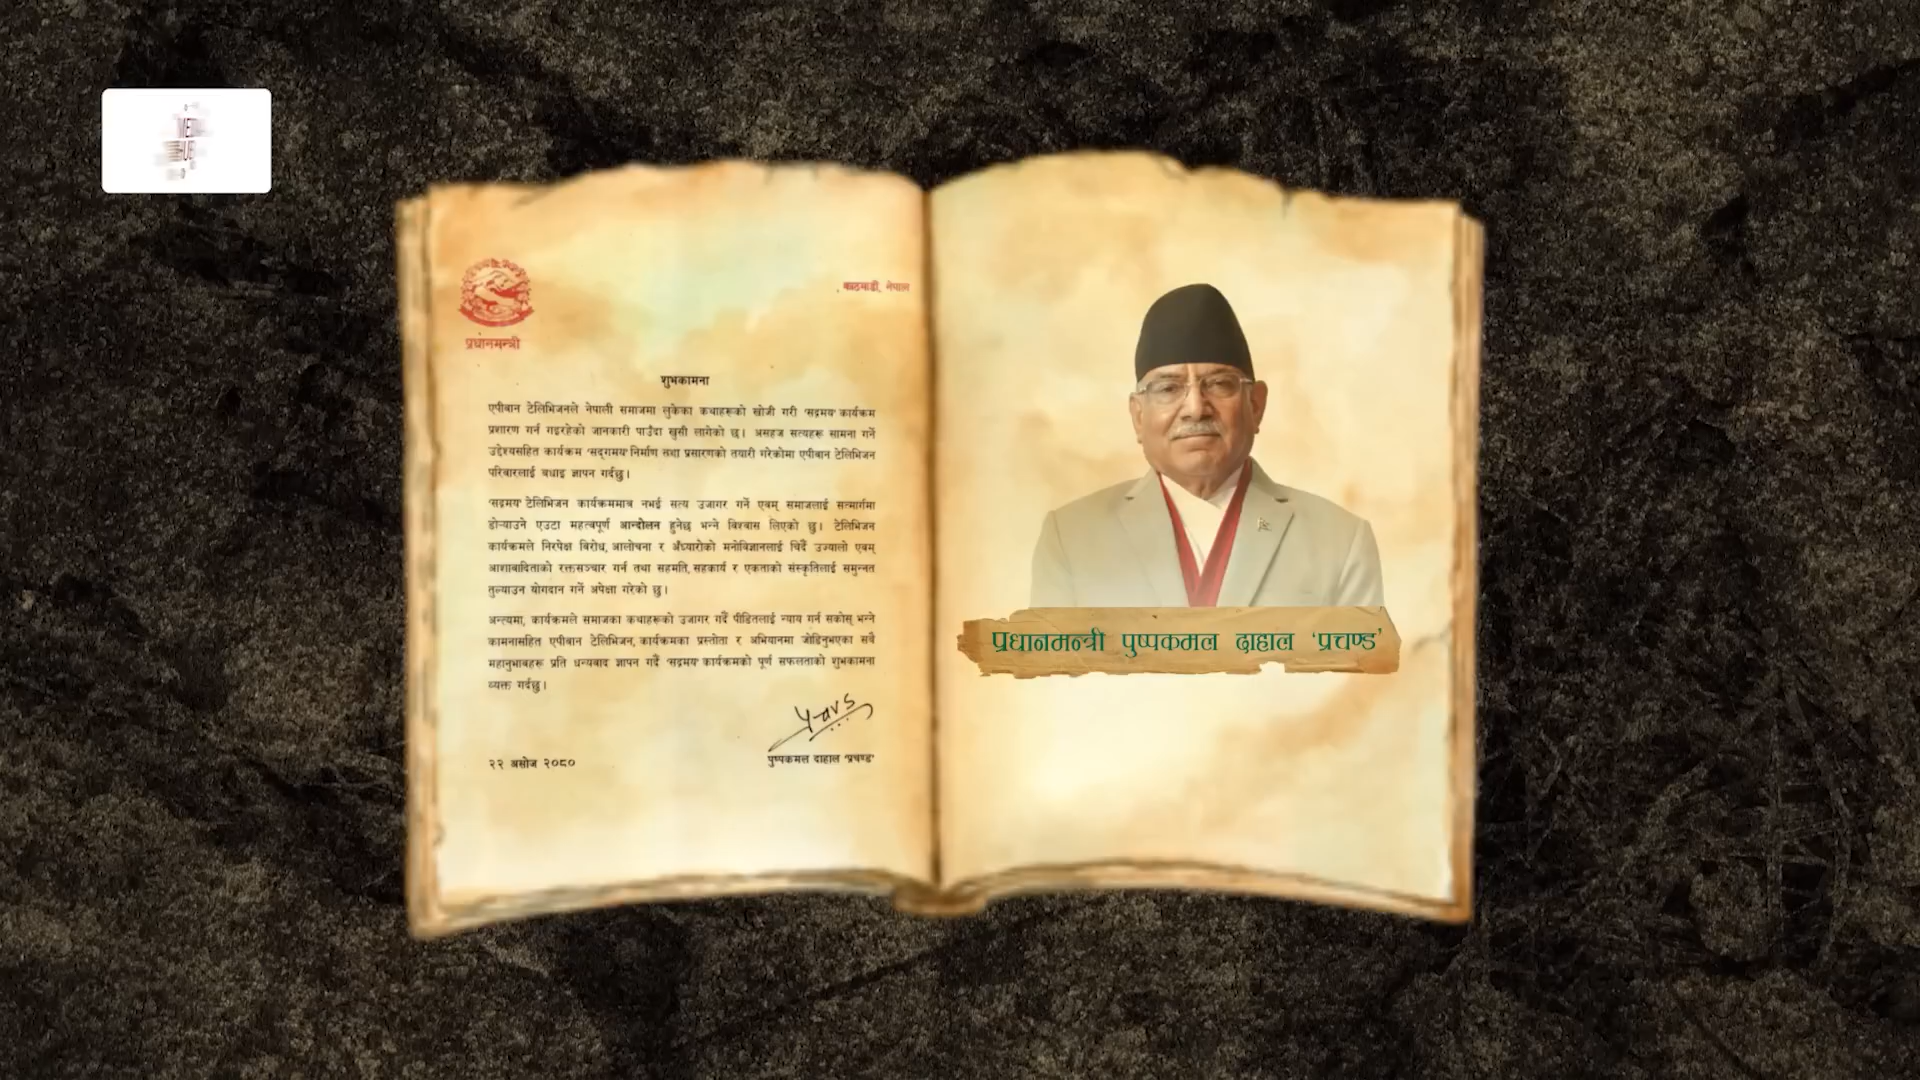 काठमाडौं, नेपाल
प्रधानमन्त्री
शुभकामना
एपीवान टेलिभिजनले नेपाली समाजमा लुकेका कथाहरूको खोजी गरी 'सद्गमय' कार्यक्रम
प्रशारण गर्न गइरहेको जानकारी पाउँदा खुसी लागेको छ। असहज सत्यहरू सामना गर्ने
उद्देश्यसहित कार्यक्रम 'सद्‌गमय' निर्माण तथा प्रसारणको तयारी गरेकोमा एपीवान टेलिभिजन
परिवारलाई बधाइ ज्ञापन गर्दछु।
'सद्गमय' टेलिभिजन कार्यक्रममात्र नभई सत्य उजागर गर्ने एवम् समाजलाई सन्मार्गमा
डोऱ्याउने एउटा महत्वपूर्ण आन्दोलन हुनेछ भन्ने विश्वास लिएको छु। टेलिभिजन
कार्यक्रमले निरपेक्ष बिरोध, आलोचना र अँध्यारोको मनोविज्ञानलाई चिर्दै उज्यालो एवम्
आशावादिताको रक्तसञ्चार गर्न तथा सहमति, सहकार्य र एकताको संस्कृतिलाई समुन्नत
तुल्याउन योगदान गर्ने अपेक्षा गरेको छु।
अन्त्यमा, कार्यक्रमले समाजका कथाहरूको उजागर गर्दै पीडितलाई न्याय गर्न सकोस् भन्ने
कामनासहित एपीवान टेलिभिजन, कार्यक्रमका प्रस्तोता र अभियानमा जोडिनुभएका सबै
महानुभावहरू प्रति धन्यवाद ज्ञापन गर्दै 'सद्गमय' कार्यक्रमको पूर्ण सफलताको शुभकामना
व्यक्त गर्दछु।
२२ असोज २०८०
पुष्पकमल दाहाल 'प्रचण्ड'
प्रधानमन्त्री पुष्पकमल दाहाल 'प्रचण्ड'